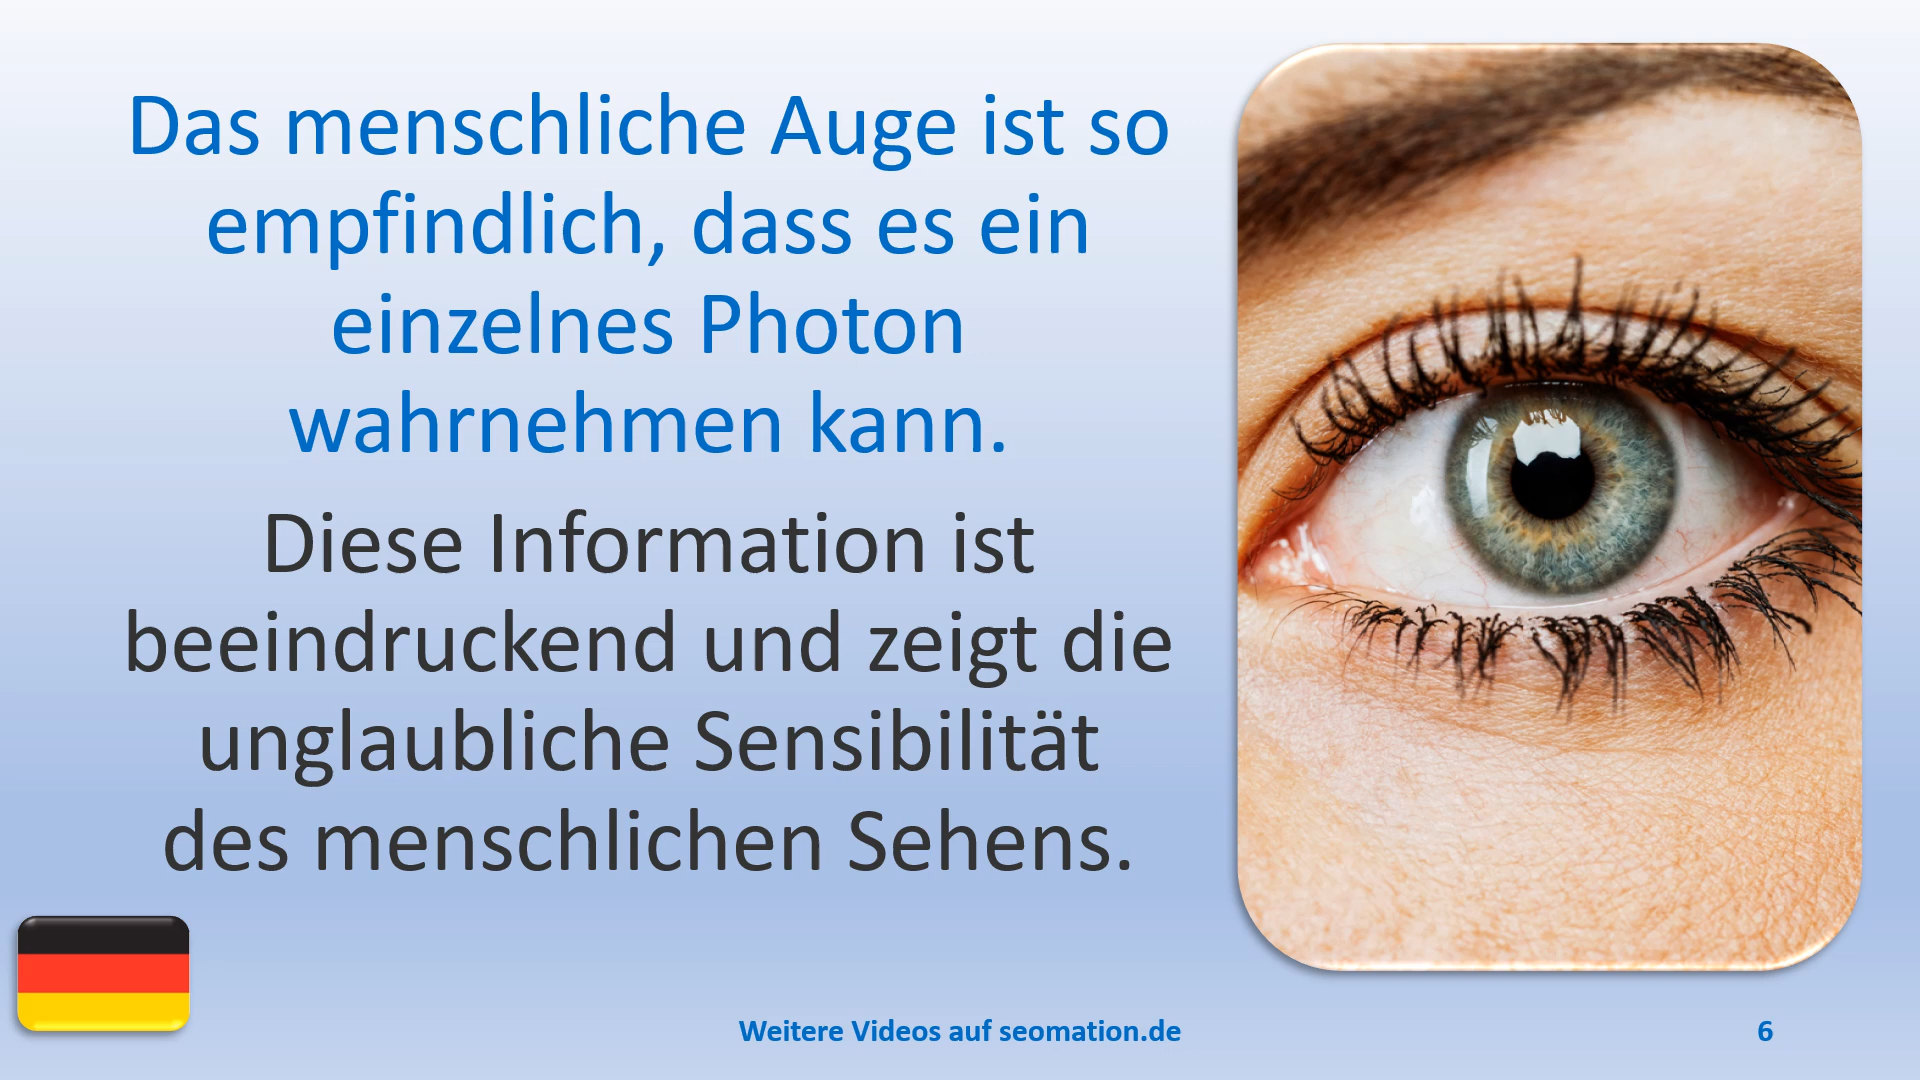 Das menschliche Auge ist so
empfindlich, dass es ein
einzelnes Photon
wahrnehmen kann.
Diese Information ist
beeindruckend und zeigt die
unglaubliche Sensibilität
des menschlichen Sehens.
Weitere Videos auf seomation.de
6